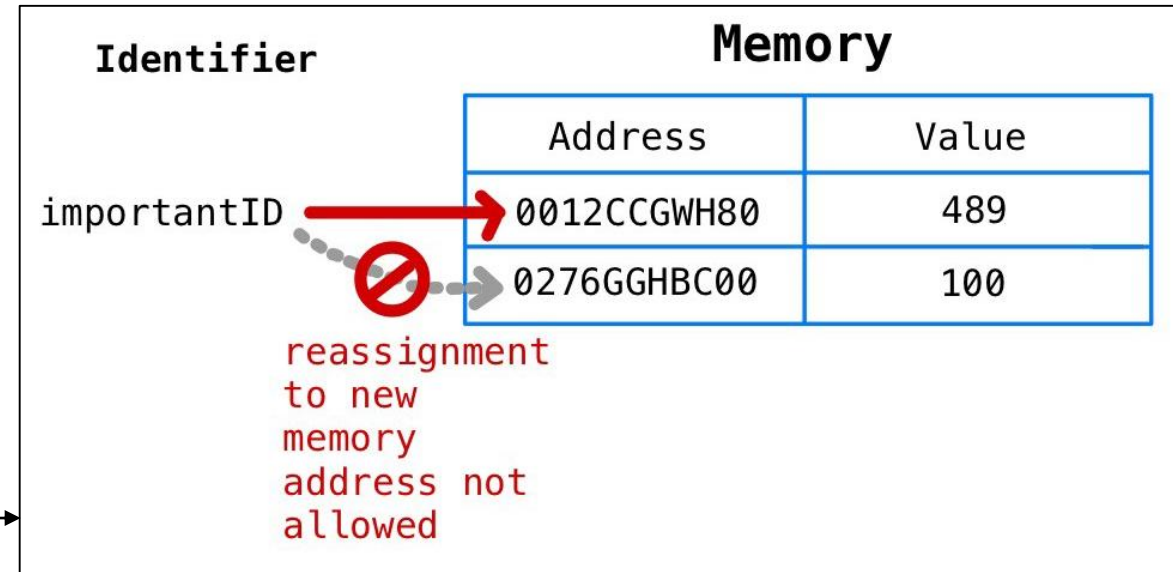 Identifier
Memory
Address Value
importantID 0012CCGWH80 489
0276GGHBC00 100
reassignment
to new
memory
address not
allowed